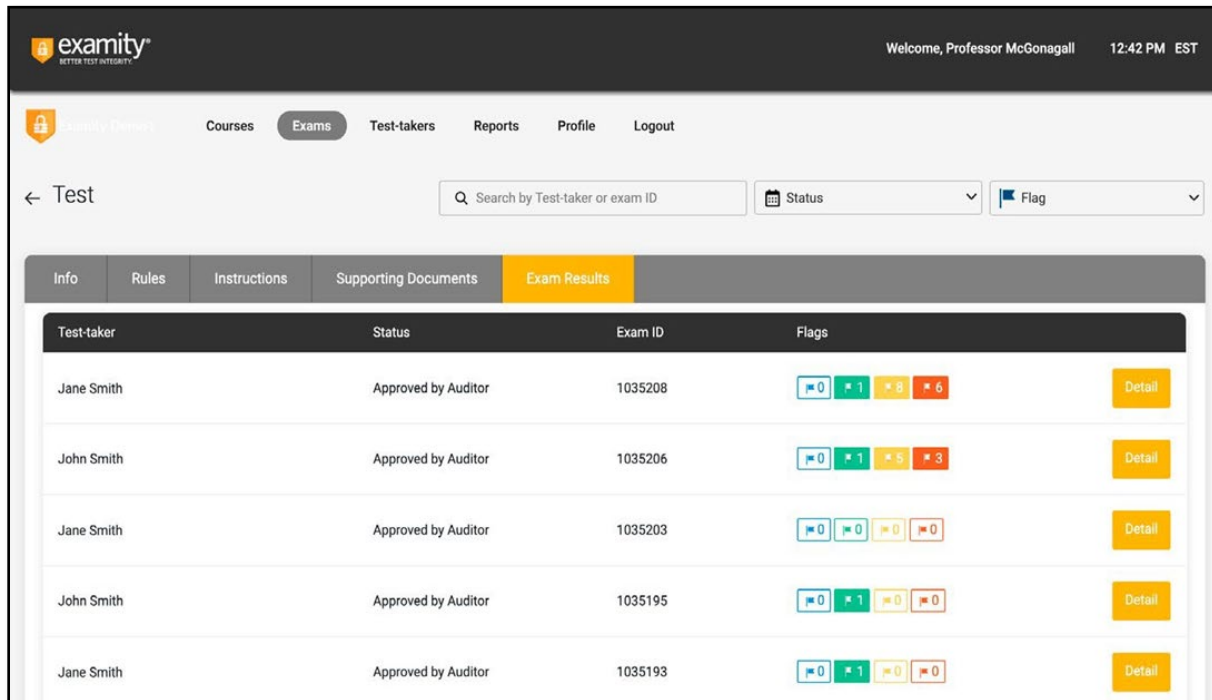 examity®
BETTER TEST INTEGRITY.
Welcome, Professor McGonagall 12:42 PM EST
Courses Exams Test-takers Reports Profile Logout
← Test
Search by Test-taker or exam ID Status Flag
Info Rules Instructions Supporting Documents Exam Results
Test-taker Status Exam ID Flags
Jane Smith Approved by Auditor 1035208 0 1 8 6 Detail
John Smith Approved by Auditor 1035206 0 1 5 3 Detail
Jane Smith Approved by Auditor 1035203 0 0 0 0 Detail
John Smith Approved by Auditor 1035195 0 1 0 0 Detail
Jane Smith Approved by Auditor 1035193 0 1 0 0 Detail